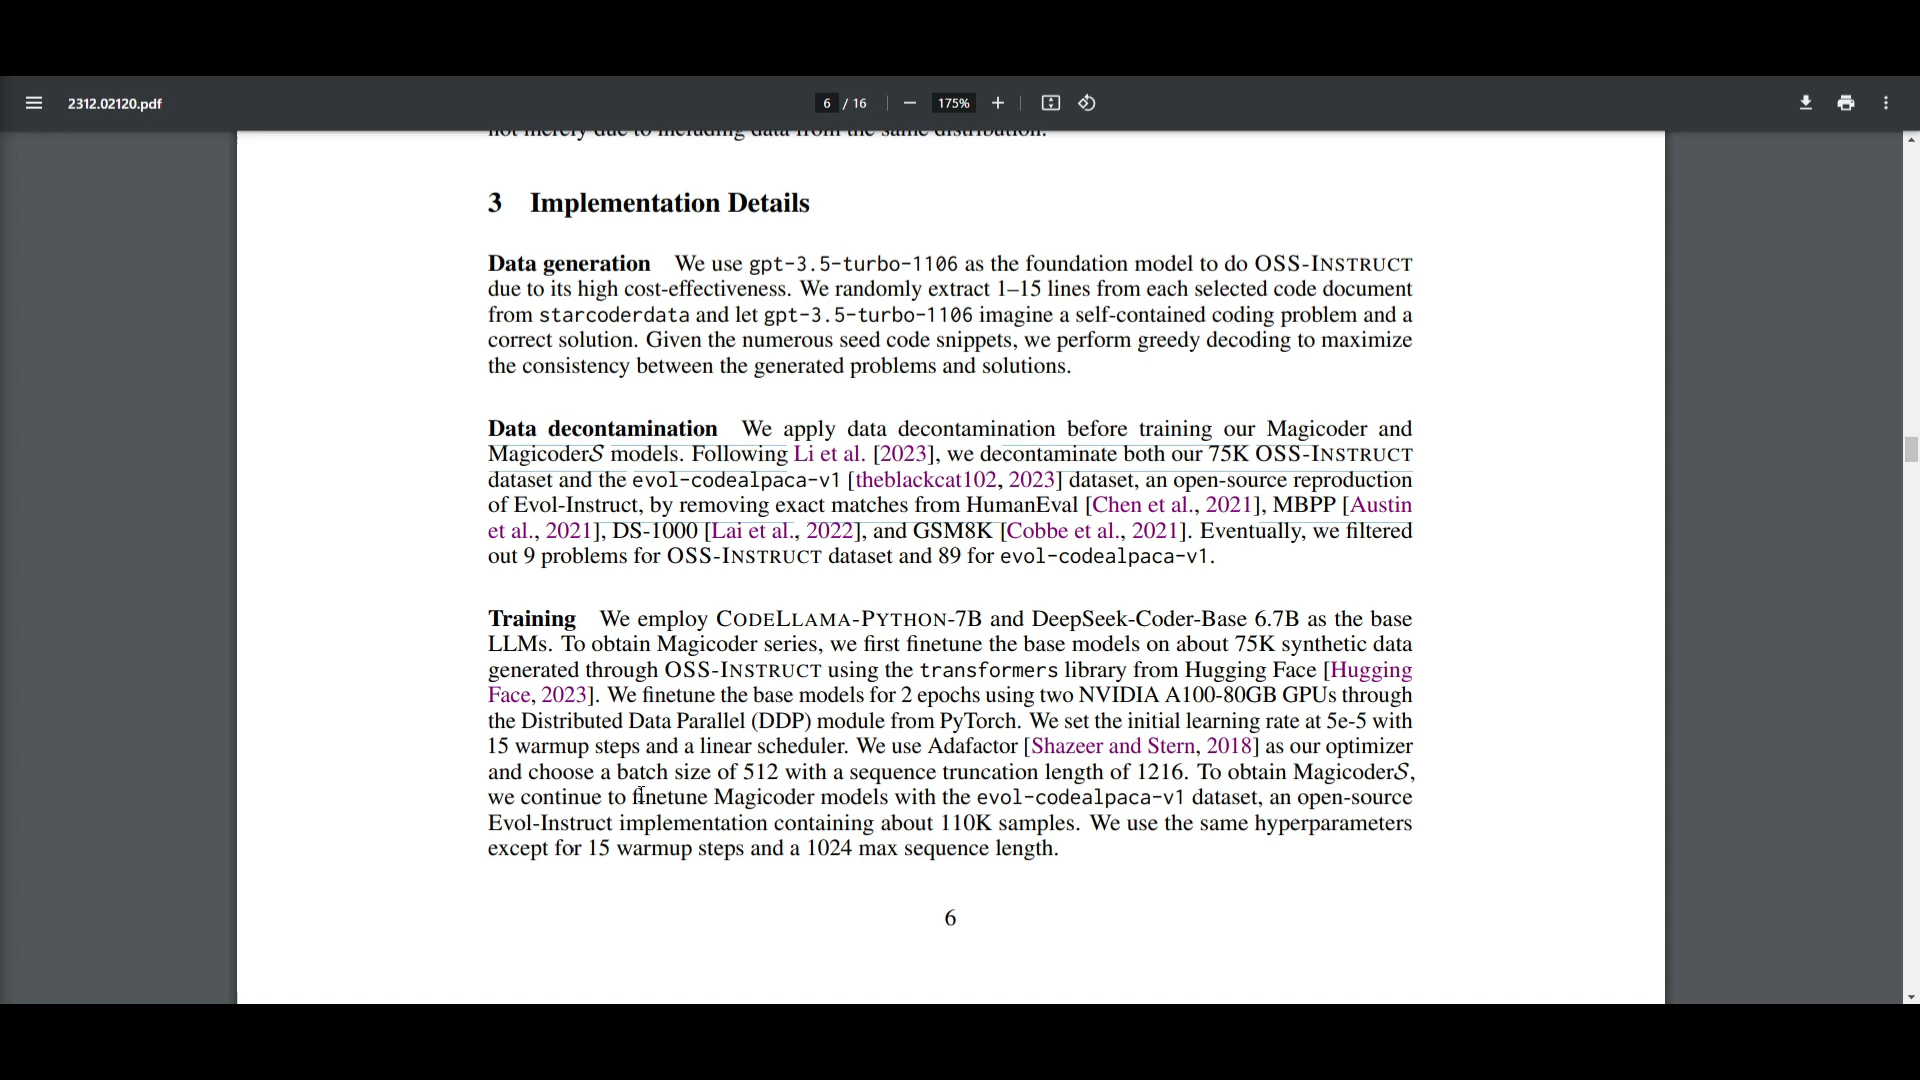 2312.02120.pdf
6 / 16
175%
not merely due to including data from the same distribution.
3 Implementation Details
Data generation We use gpt-3.5-turbo-1106 as the foundation model to do OSS-INSTRUCT
due to its high cost-effectiveness. We randomly extract 1–15 lines from each selected code document
from starcoderdata and let gpt-3.5-turbo-1106 imagine a self-contained coding problem and a
correct solution. Given the numerous seed code snippets, we perform greedy decoding to maximize
the consistency between the generated problems and solutions.
Data decontamination We apply data decontamination before training our Magicoder and
MagicoderS models. Following Li et al. [2023], we decontaminate both our 75K OSS-INSTRUCT
dataset and the evol-codealpaca-v1 [theblackcat102, 2023] dataset, an open-source reproduction
of Evol-Instruct, by removing exact matches from HumanEval [Chen et al., 2021], MBPP [Austin
et al., 2021], DS-1000 [Lai et al., 2022], and GSM8K [Cobbe et al., 2021]. Eventually, we filtered
out 9 problems for OSS-INSTRUCT dataset and 89 for evol-codealpaca-v1.
Training We employ CODELLAMA-PYTHON-7B and DeepSeek-Coder-Base 6.7B as the base
LLMs. To obtain Magicoder series, we first finetune the base models on about 75K synthetic data
generated through OSS-INSTRUCT using the transformers library from Hugging Face [Hugging
Face, 2023]. We finetune the base models for 2 epochs using two NVIDIA A100-80GB GPUs through
the Distributed Data Parallel (DDP) module from PyTorch. We set the initial learning rate at 5e-5 with
15 warmup steps and a linear scheduler. We use Adafactor [Shazeer and Stern, 2018] as our optimizer
and choose a batch size of 512 with a sequence truncation length of 1216. To obtain MagicoderS,
we continue to finetune Magicoder models with the evol-codealpaca-v1 dataset, an open-source
Evol-Instruct implementation containing about 110K samples. We use the same hyperparameters
except for 15 warmup steps and a 1024 max sequence length.
6